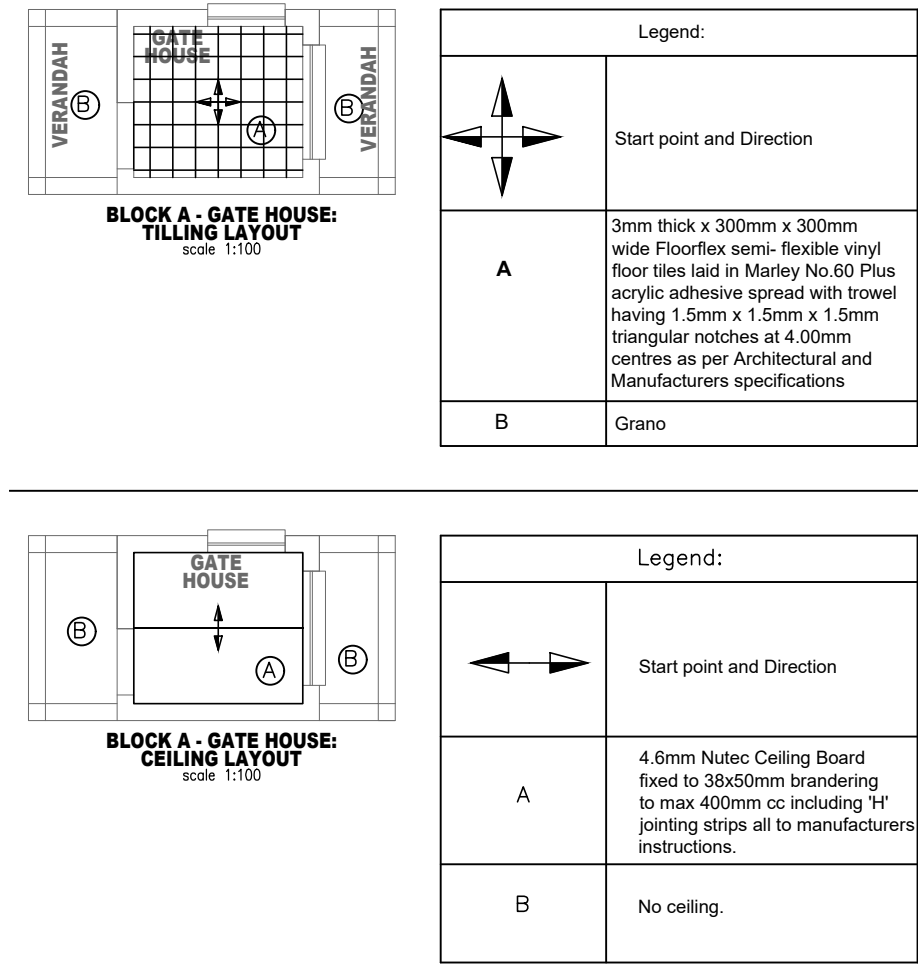 VERANDAH
B
GATE
HOUSE
A
B
VERANDAH
BLOCK A - GATE HOUSE:
TILLING LAYOUT
scale 1:100
Legend:
Start point and Direction
A
3mm thick x 300mm x 300mm
wide Floorflex semi- flexible vinyl
floor tiles laid in Marley No.60 Plus
acrylic adhesive spread with trowel
having 1.5mm x 1.5mm x 1.5mm
triangular notches at 4.00mm
centres as per Architectural and
Manufacturers specifications
B
Grano
GATE
HOUSE
B
A
B
BLOCK A - GATE HOUSE:
CEILING LAYOUT
scale 1:100
Legend:
Start point and Direction
A
4.6mm Nutec Ceiling Board
fixed to 38x50mm brandering
to max 400mm cc including 'H'
jointing strips all to manufacturers
instructions.
B
No ceiling.